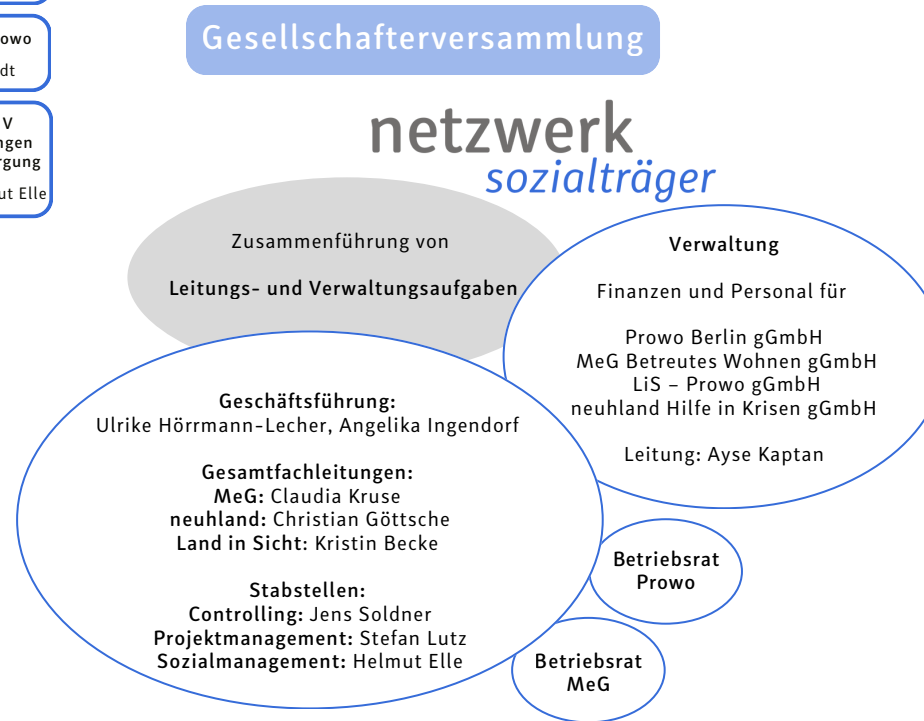 Gesellschafterversammlung
dt
V
ut Elle
netzwerk
sozialträger
Zusammenführung von
Leitungs- und Verwaltungsaufgaben
Verwaltung
Finanzen und Personal für
Prowo Berlin gGmbH
MeG Betreutes Wohnen gGmbH
LiS – Prowo gGmbH
neuhland Hilfe in Krisen gGmbH
Leitung: Ayse Kaptan
Geschäftsführung:
Ulrike Hörrmann-Lecher, Angelika Ingendorf
Gesamtfachleitungen:
MeG: Claudia Kruse
neuhland: Christian Göttsche
Land in Sicht: Kristin Becke
Stabstellen:
Controlling: Jens Soldner
Projektmanagement: Stefan Lutz
Sozialmanagement: Helmut Elle
Betriebsrat
Prowo
Betriebsrat
MeG